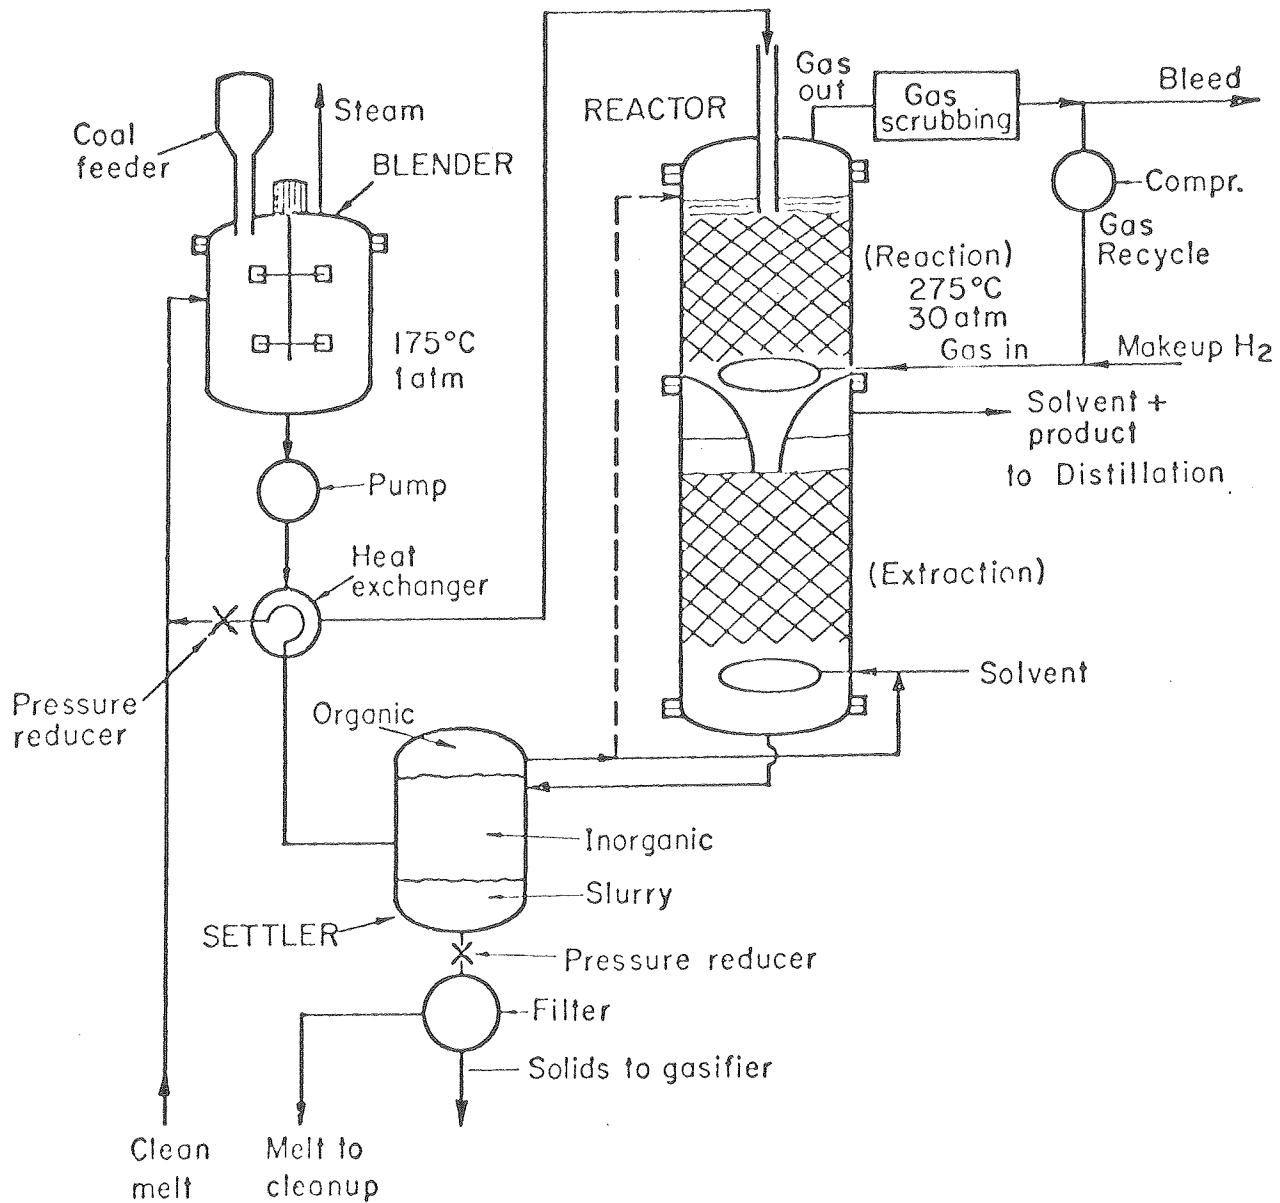 Gas
out
Gas
scrubbing
Bleed
REACTOR
Steam
Coal
feeder
BLENDER
Compr.
Gas
Recycle
(Reaction)
275°C
30 atm
175°C
1 atm
Gas in
Makeup H2
Solvent +
product
to Distillation
Pump
Heat
exchanger
(Extraction)
Solvent
Pressure
reducer
Organic
Inorganic
Slurry
SETTLER
Pressure reducer
Filter
Solids to gasifier
Clean
melt
Melt to
cleanup